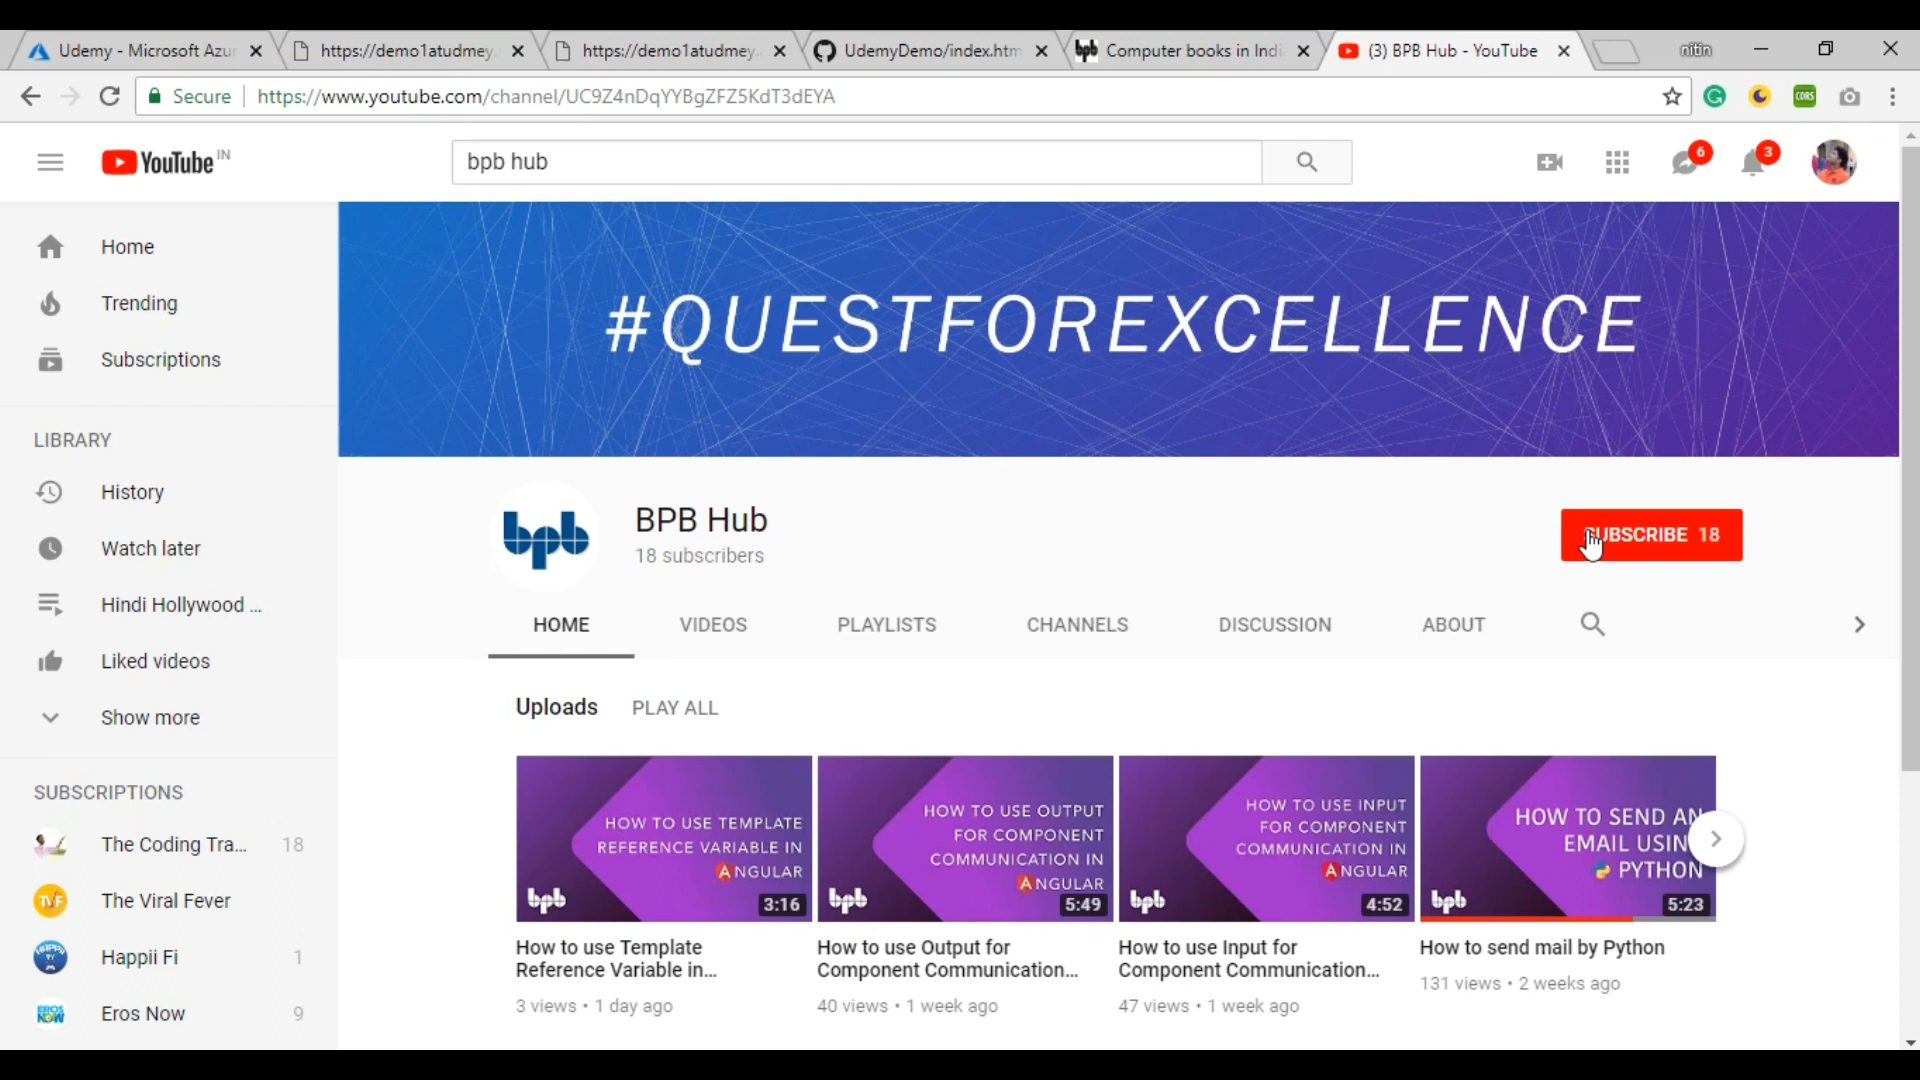 Udemy - Microsoft Azu
https://demo1atudmey.
https://demo1atudmey.
UdemyDemo/index.htm
bpb Computer books in Indi
(3) BPB Hub - YouTube
nitin
Secure
https://www.youtube.com/channel/UC9Z4nDqYYBgZFZ5KdT3dEYA
CORS
YouTube IN
bpb hub
6
3
Home
Trending
Subscriptions
LIBRARY
History
Watch later
Hindi Hollywood ...
Liked videos
Show more
SUBSCRIPTIONS
The Coding Tra... 18
TVF The Viral Fever
Happii Fi 1
EROS NOW Eros Now 9
#QUESTFOREXCELLENCE
bpb
BPB Hub
18 subscribers
SUBSCRIBE 18
HOME
VIDEOS
PLAYLISTS
CHANNELS
DISCUSSION
ABOUT
Uploads
PLAY ALL
HOW TO USE TEMPLATE
REFERENCE VARIABLE IN
ANGULAR
bpb
3:16
How to use Template
Reference Variable in...
3 views • 1 day ago
HOW TO USE OUTPUT
FOR COMPONENT
COMMUNICATION IN
ANGULAR
bpb
5:49
How to use Output for
Component Communication...
40 views • 1 week ago
HOW TO USE INPUT
FOR COMPONENT
COMMUNICATION IN
ANGULAR
bpb
4:52
How to use Input for
Component Communication...
47 views • 1 week ago
HOW TO SEND AN
EMAIL USING
PYTHON
bpb
5:23
How to send mail by Python
131 views • 2 weeks ago